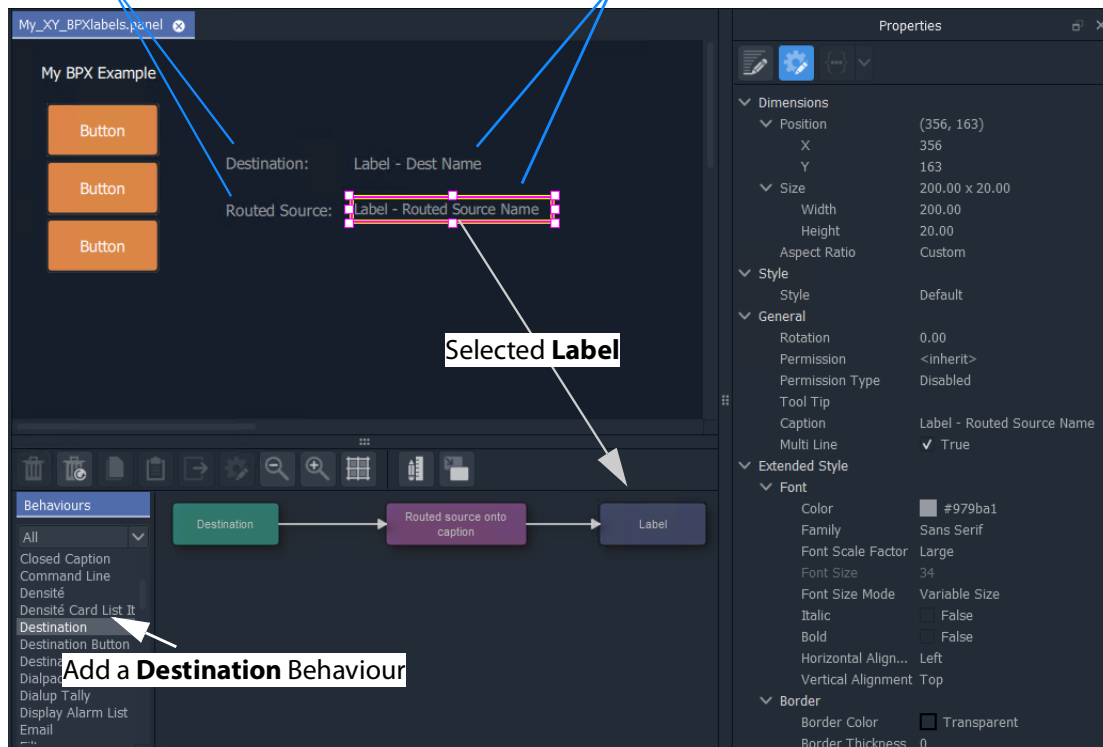 My_XY_BPXlabels.panel
My BPX Example
Button
Button
Button
Destination:
Label - Dest Name
Routed Source:
Label - Routed Source Name
Selected Label
Behaviours
All
Closed Caption
Command Line
Densité
Densité Card List It
Destination
Destination Button
Destina
Dialpad
Dialup Tally
Display Alarm List
Email
Add a Destination Behaviour
Destination
Routed source onto
caption
Label
Properties
Dimensions
Position (356, 163)
X 356
Y 163
Size 200.00 x 20.00
Width 200.00
Height 20.00
Aspect Ratio Custom
Style
Style Default
General
Rotation 0.00
Permission <inherit>
Permission Type Disabled
Tool Tip
Caption Label - Routed Source Name
Multi Line True
Extended Style
Font
Color #979ba1
Family Sans Serif
Font Scale Factor Large
Font Size 34
Font Size Mode Variable Size
Italic False
Bold False
Horizontal Align... Left
Vertical Alignment Top
Border
Border Color Transparent
Border Thickness 0